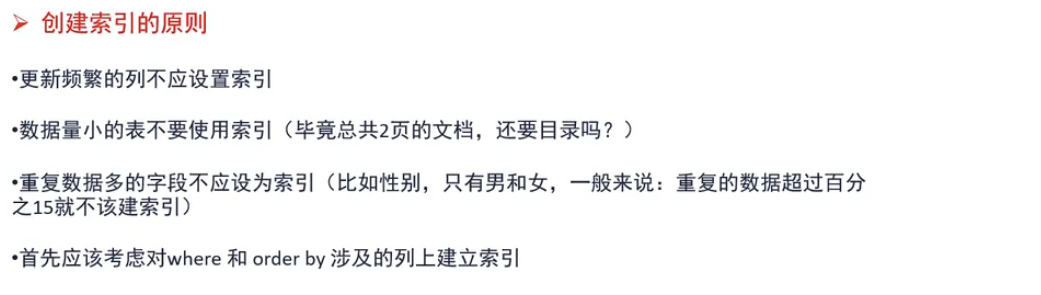 ➢ 创建索引的原则
•更新频繁的列不应设置索引
•数据量小的表不要使用索引（毕竟总共2页的文档，还要目录吗？）
•重复数据多的字段不应设为索引（比如性别，只有男和女，一般来说：重复的数据超过百分
之15就不该建索引）
•首先应该考虑对where 和 order by 涉及的列上建立索引